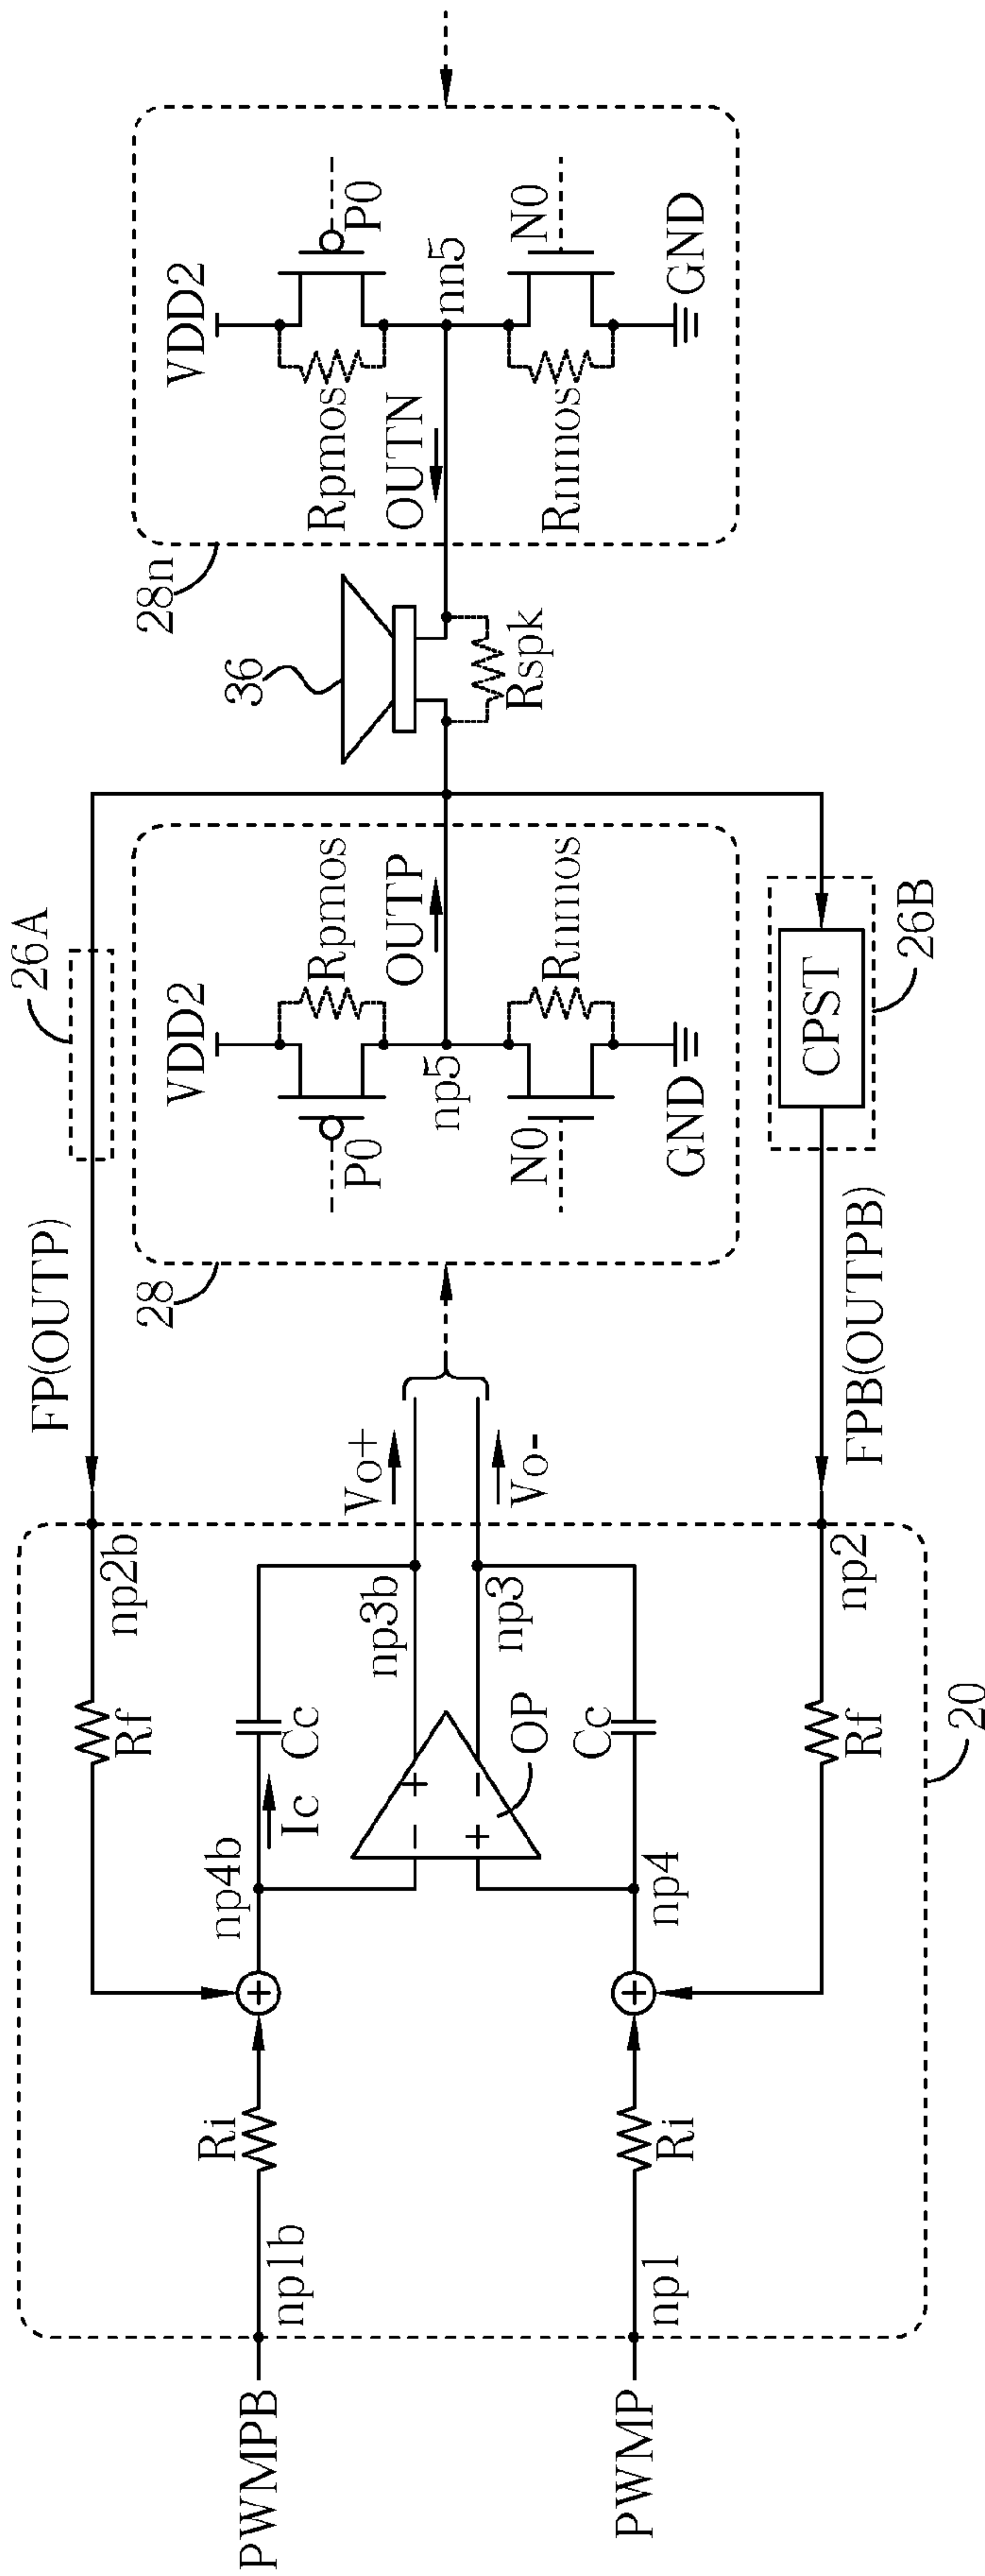 PWMPB
PWMP
np1b
np1
Ri
Ri
+
+
np4b
np4
Ic
Cc
Cc
Rf
Rf
- +
+ -
OP
np3b
np3
np2b
np2
20
Vo+
Vo-
FP(OUTP)
FPB(OUTPB)
28
26A
26B
CPST
VDD2
P0
Rpmos
np5
OUTP
N0
Rnmos
GND
36
Rspk
28n
VDD2
Rpmos
P0
OUTN
nn5
Rnmos
N0
GND